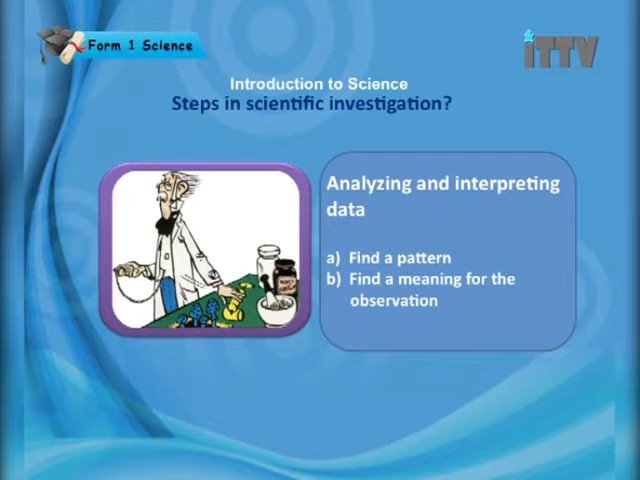 Form 1 Science
iTTV
Introduction to Science
Steps in scientific investigation?
Analyzing and interpreting
data
a) Find a pattern
b) Find a meaning for the
observation